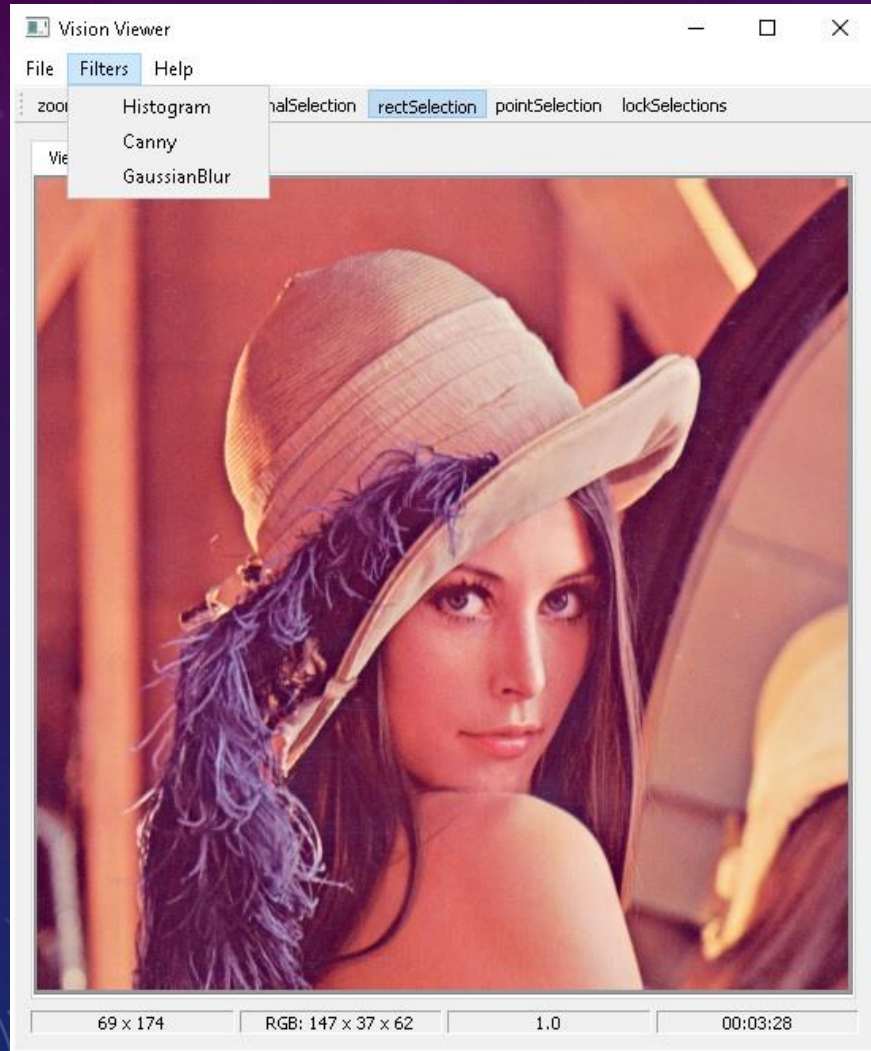 Vision Viewer
File Filters Help
rectSelection pointSelection lockSelections
Histogram
Canny
GaussianBlur
69 x 174 RGB: 147 x 37 x 62 1.0 00:03:28